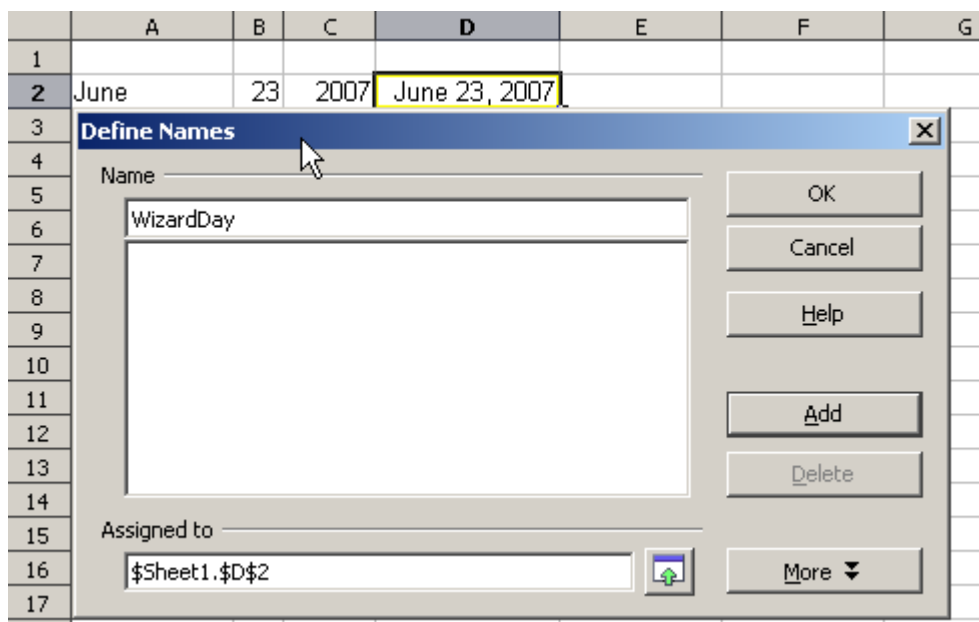 A B C D E F G
1
2 June 23 2007 June 23, 2007
3 Define Names
4
Name
5 OK
WizardDay
6
Cancel
7
8
Help
9
10
11
Add
12
13
Delete
14
15 Assigned to
16 $Sheet1.$D$2 More
17